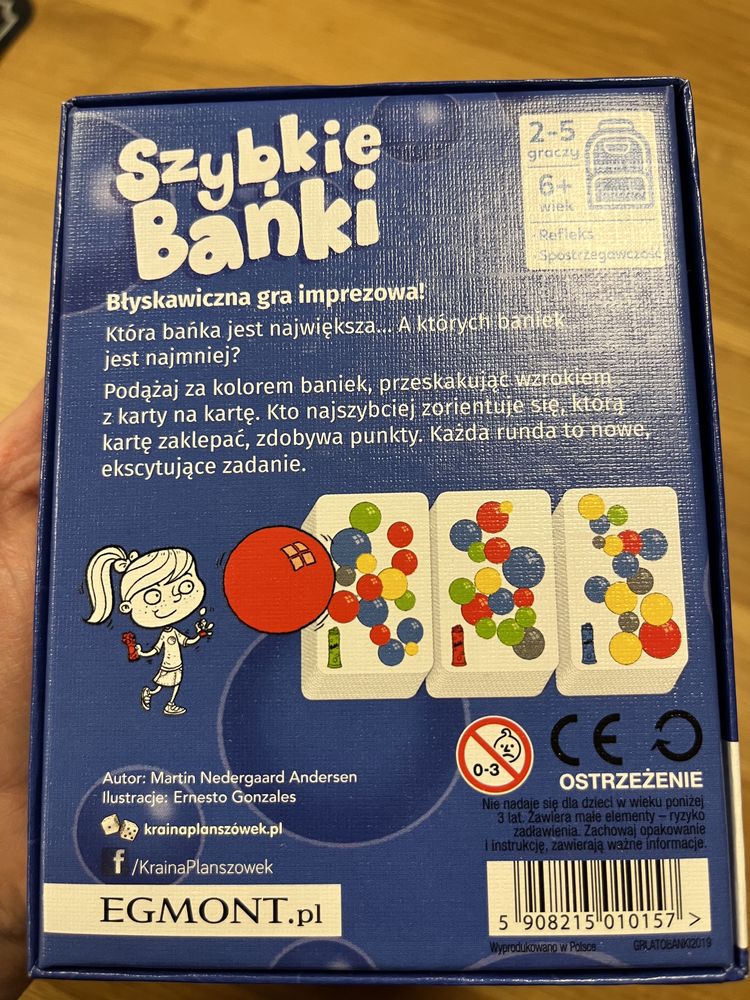 Szybkie
Bańki
2-5
graczy
6+
wiek
• Refleks
• Spostrzegawczość
Błyskawiczna gra imprezowa!
Która bańka jest największa... A których baniek
jest najmniej?
Podążaj za kolorem baniek, przeskakując wzrokiem
z karty na kartę. Kto najszybciej zorientuje się, którą
kartę zaklepać, zdobywa punkty. Każda runda to nowe,
ekscytujące zadanie.
0-3
CE
OSTRZEŻENIE
Nie nadaje się dla dzieci w wieku poniżej
3 lat. Zawiera małe elementy – ryzyko
zadławienia. Zachowaj opakowanie
i instrukcję, zawierają ważne informacje.
Autor: Martin Nedergaard Andersen
Ilustracje: Ernesto Gonzales
krainaplanszówek.pl
f /KrainaPlanszowek
EGMONT.pl
5 908215 010157 >
Wyprodukowano w Polsce
GRLATOBANKI2019